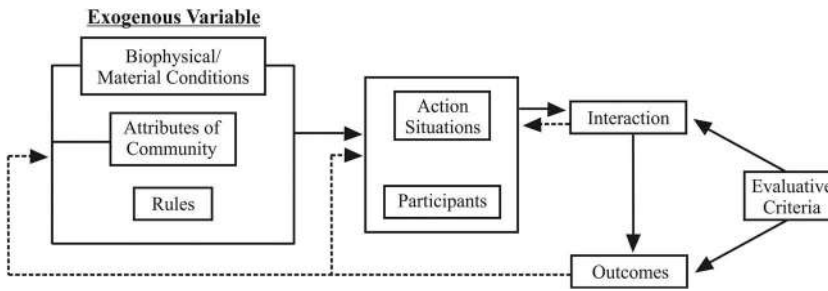 Exogenous Variable
Biophysical/
Material Conditions
Attributes of
Community
Rules
Action
Situations
Participants
Interaction
Evaluative
Criteria
Outcomes